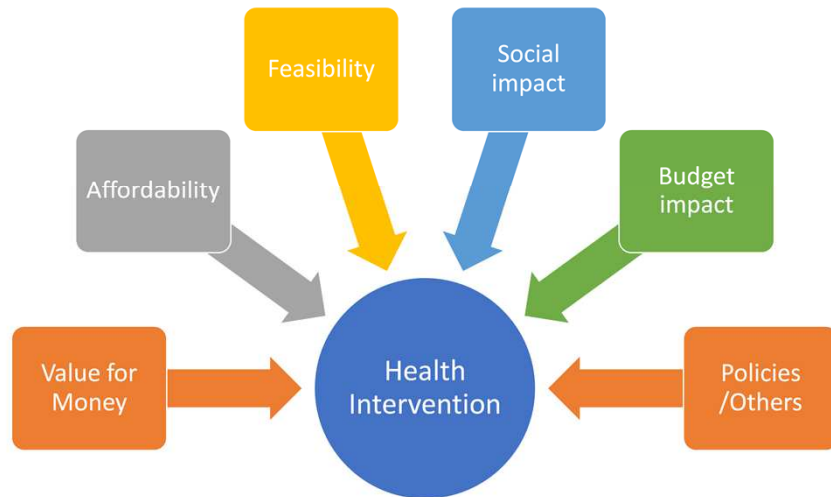 Feasibility
Social
impact
Affordability
Budget
impact
Value for
Money
Health
Intervention
Policies
/Others